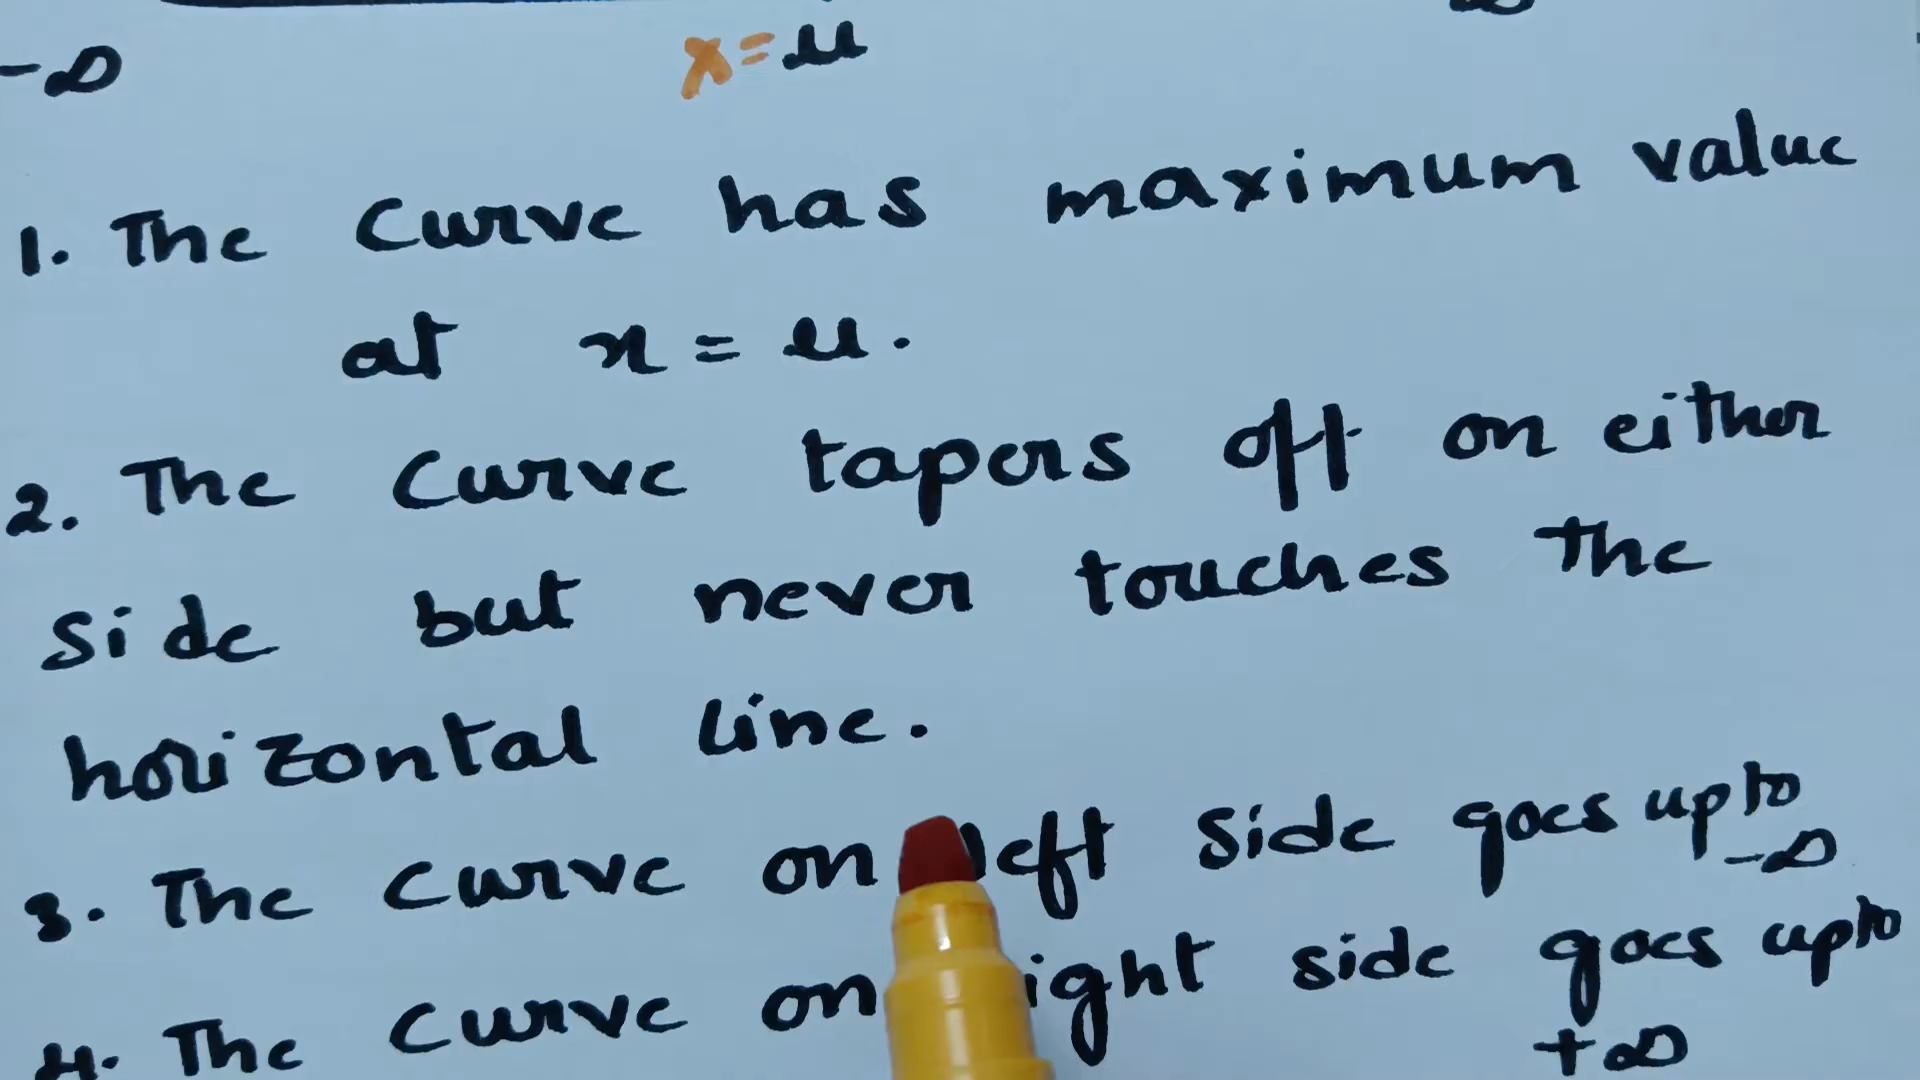 -∞ x=μ
1. The curve has maximum value
at x = μ.
2. The curve tapers off on either
side but never touches the
horizontal line.
3. The curve on left side goes upto
-∞
4. The curve on right side goes upto
+∞